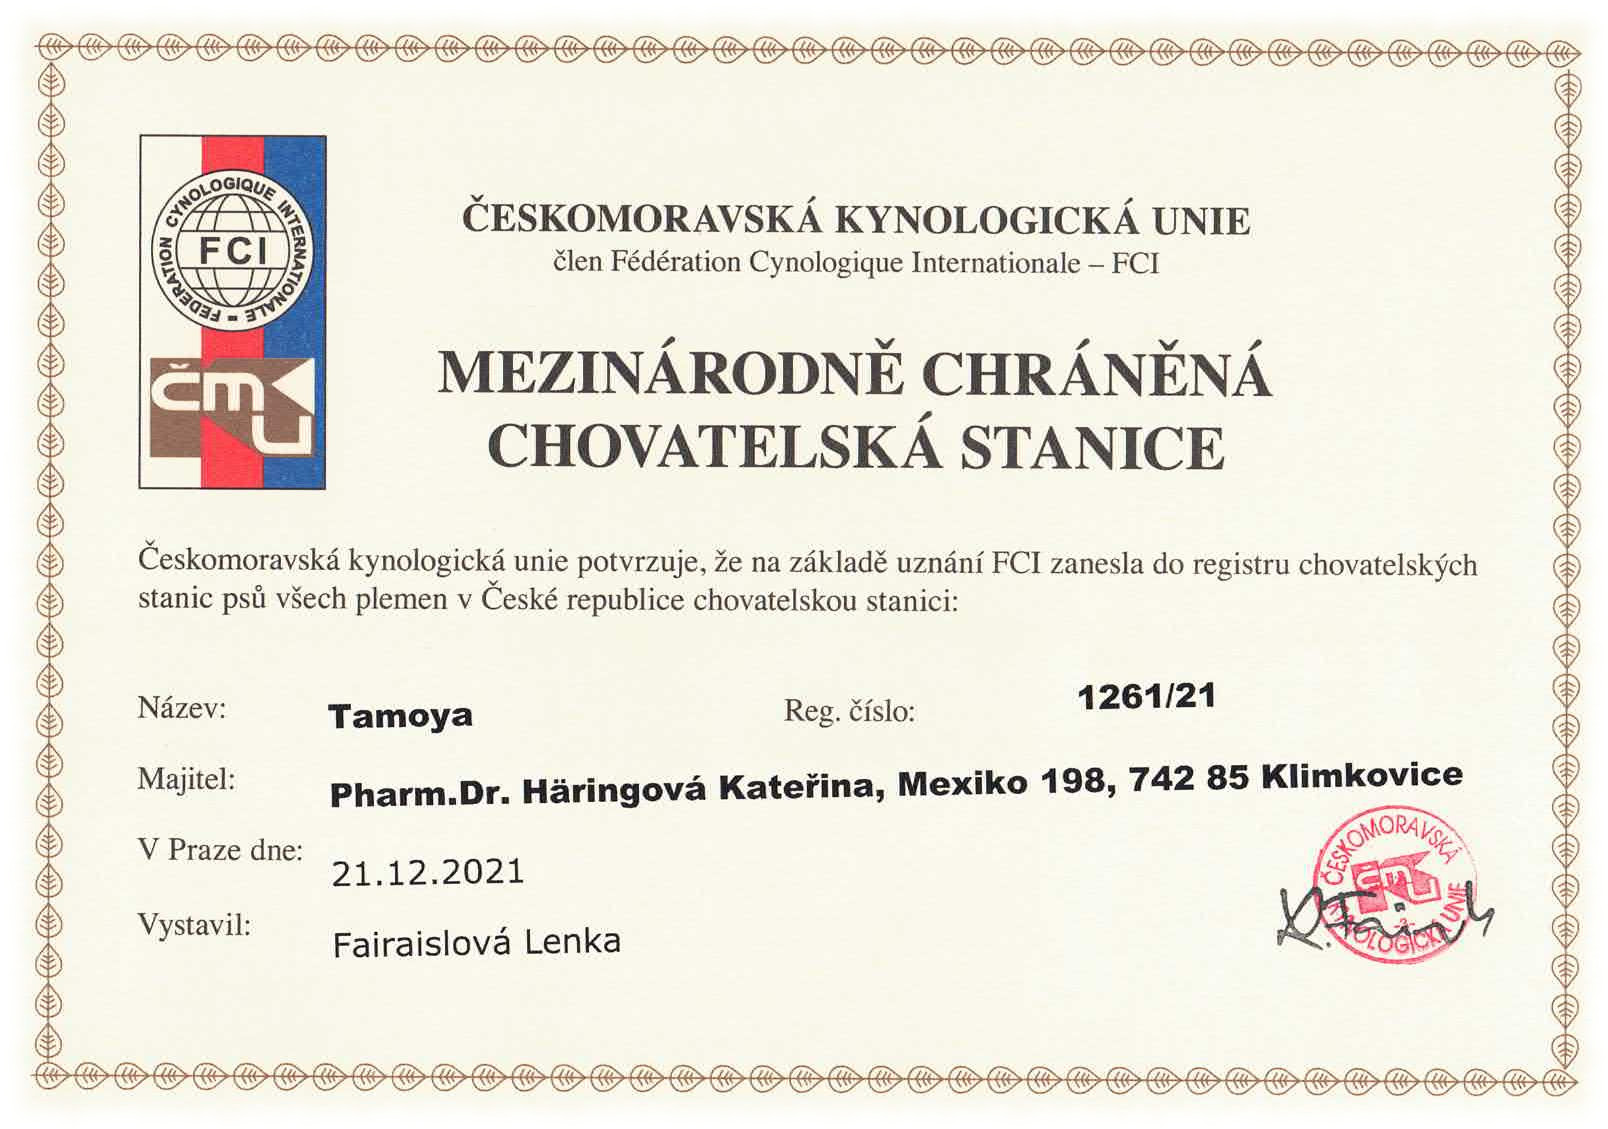 FEDERATION CYNOLOGIQUE INTERNATIONALE –
FCI
ČMKU
ČESKOMORAVSKÁ KYNOLOGICKÁ UNIE
člen Fédération Cynologique Internationale – FCI
MEZINÁRODNĚ CHRÁNĚNÁ
CHOVATELSKÁ STANICE
Českomoravská kynologická unie potvrzuje, že na základě uznání FCI zanesla do registru chovatelských
stanic psů všech plemen v České republice chovatelskou stanici:
Název: Tamoya Reg. číslo: 1261/21
Majitel: Pharm.Dr. Häringová Kateřina, Mexiko 198, 742 85 Klimkovice
V Praze dne: 21.12.2021
Vystavil: Fairaislová Lenka
ČESKOMORAVSKÁ
KYNOLOGICKÁ UNIE